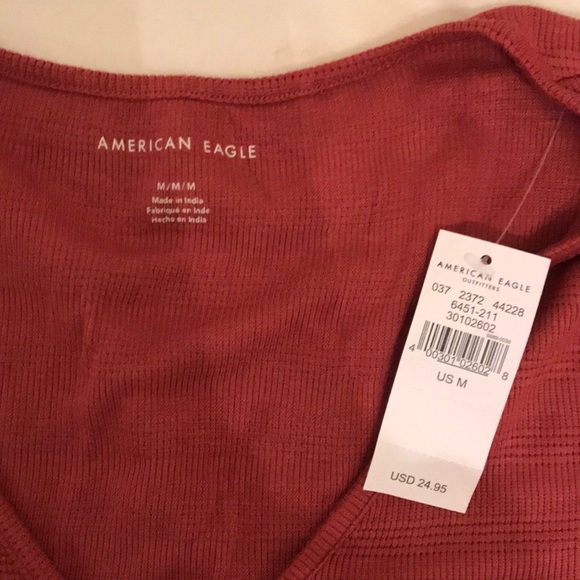 AMERICAN EAGLE
M/M/M
Made in India
Fabriqué en Inde
Hecho en India
AMERICAN EAGLE
OUTFITTERS
037 2372 44228
6451-211
30102602
4 00301 02602 8
US M
USD 24.95